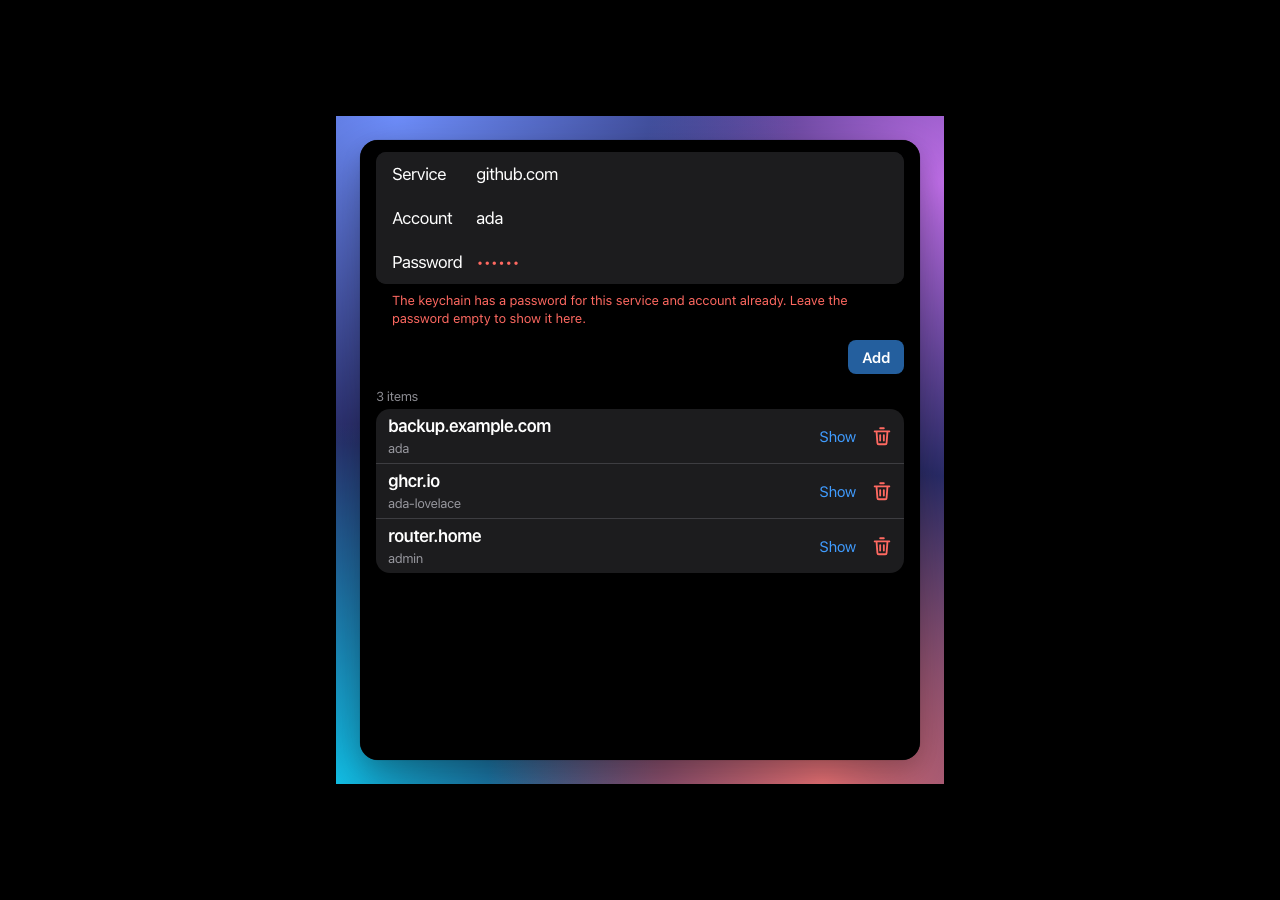 Service github.com
Account ada
Password ••••••
The keychain has a password for this service and account already. Leave the
password empty to show it here.
Add
3 items
backup.example.com
ada
Show
ghcr.io
ada-lovelace
Show
router.home
admin
Show